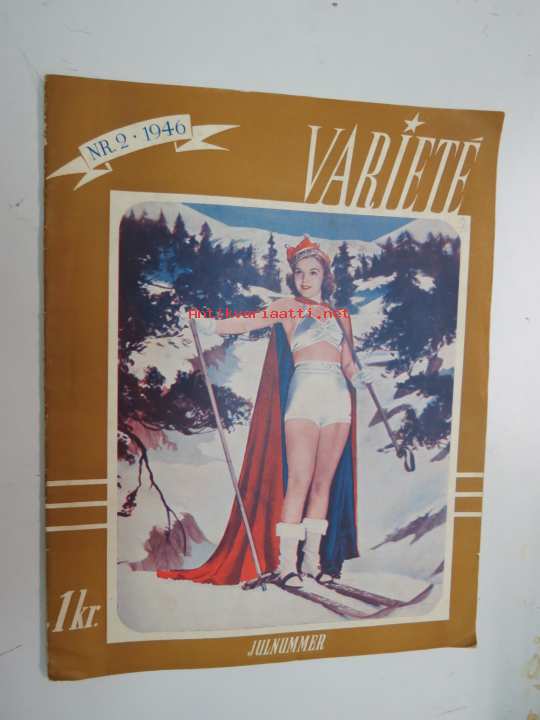 NR. 2 · 1946
VARIETÉ
Antikvariaatti.net
1 kr.
JULNUMMER